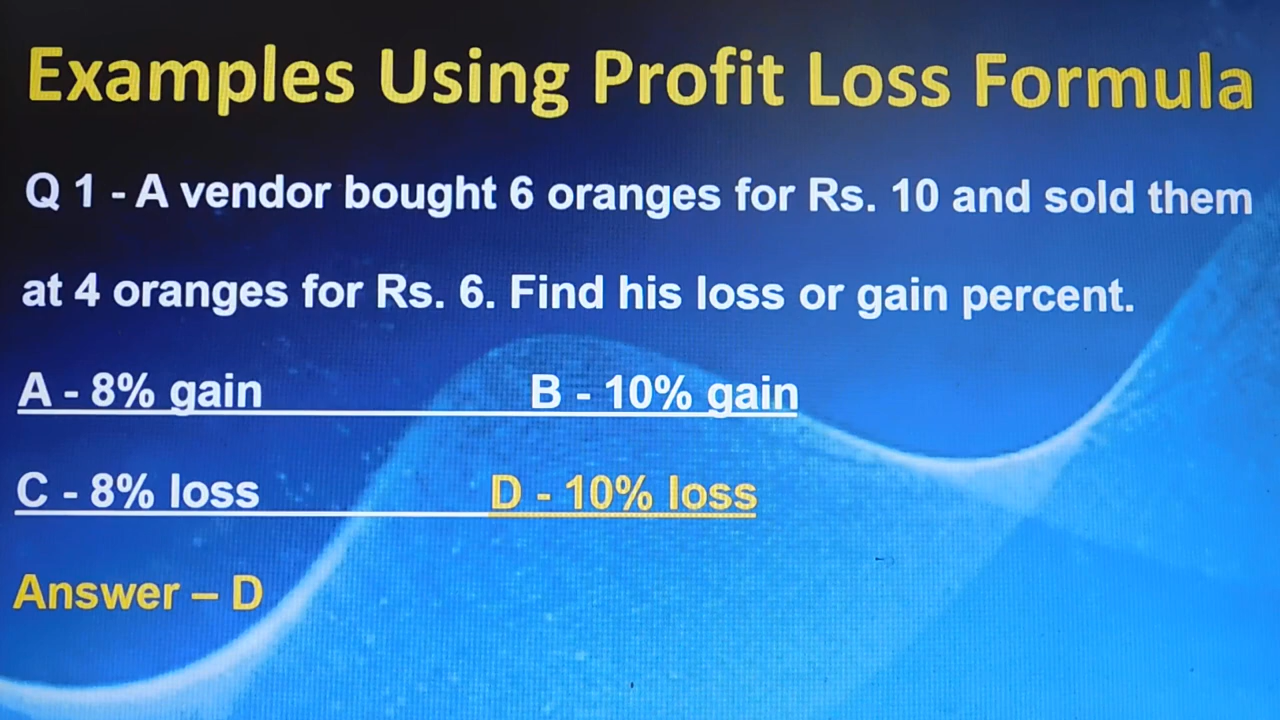 Examples Using Profit Loss Formula
Q 1 - A vendor bought 6 oranges for Rs. 10 and sold them
at 4 oranges for Rs. 6. Find his loss or gain percent.
A - 8% gain B - 10% gain
C - 8% loss D - 10% loss
Answer – D